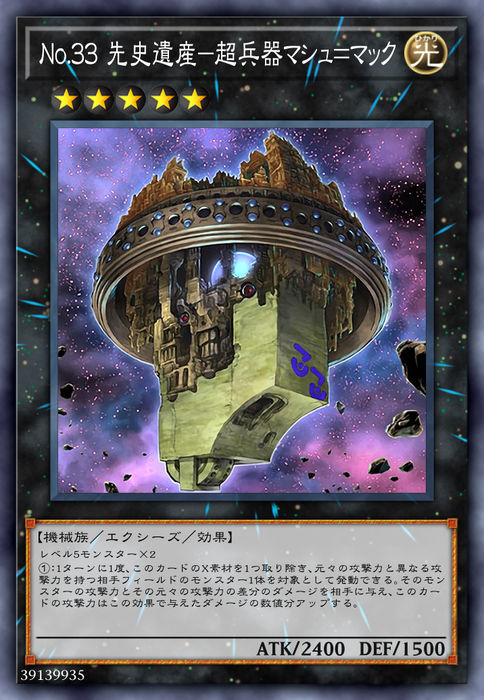 No.33 先史遺産−超兵器マシュ=マック
光
ひかり
【機械族／エクシーズ／効果】
レベル5モンスター×2
①:1ターンに1度、このカードのX素材を1つ取り除き、元々の攻撃力と異なる攻
撃力を持つ相手フィールドのモンスター1体を対象として発動できる。そのモン
スターの攻撃力とその元々の攻撃力の差分のダメージを相手に与え、このカー
ドの攻撃力はこの効果で与えたダメージの数値分アップする。
ATK/2400 DEF/1500
39139935